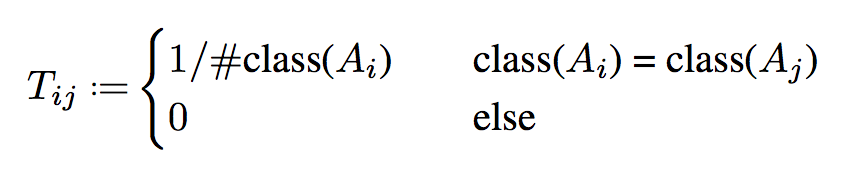 T_{ij} := { 1/#class(A_i) class(A_i) = class(A_j)
0 else